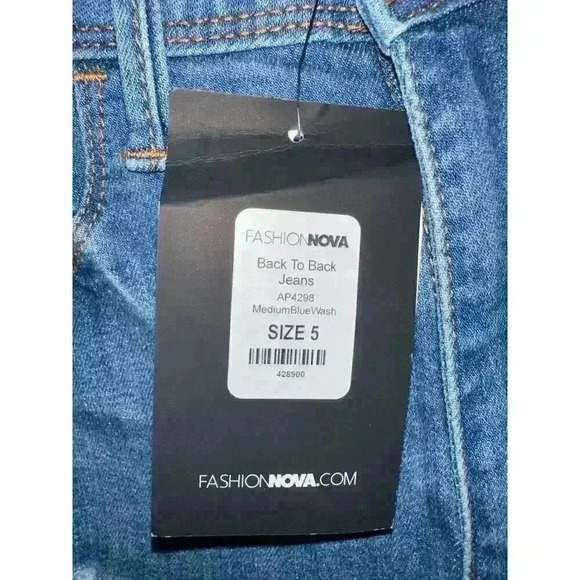 FASHIONNOVA
Back To Back
Jeans
AP4298
MediumBlueWash
SIZE 5
428900
FASHIONNOVA.COM